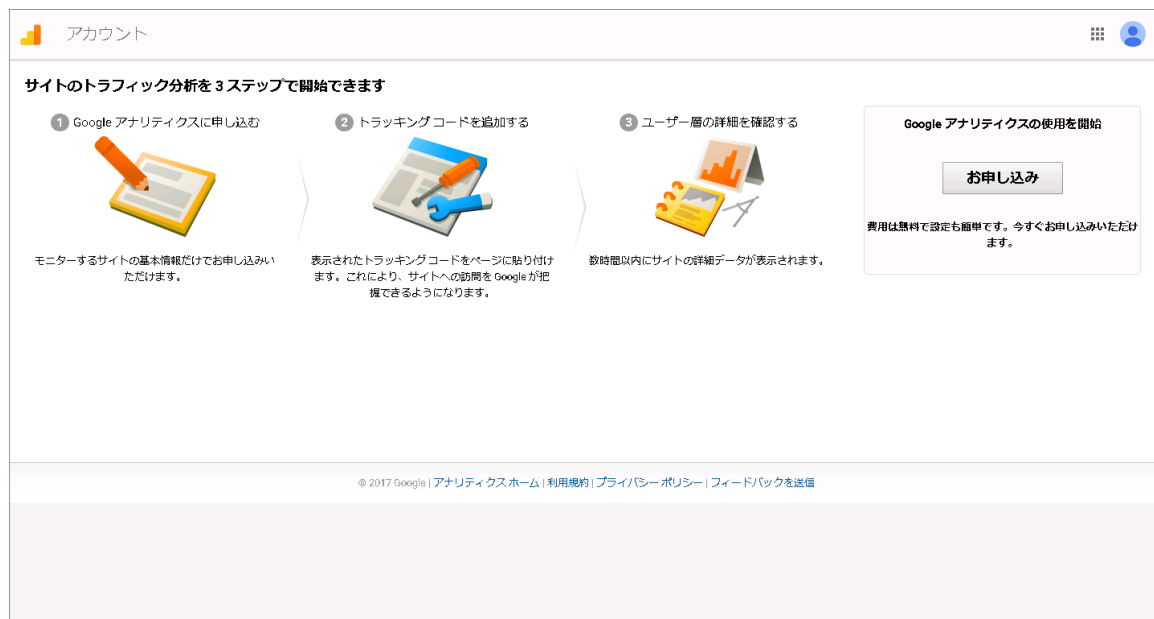 アカウント
サイトのトラフィック分析を 3 ステップで開始できます
1 Google アナリティクスに申し込む
モニターするサイトの基本情報だけでお申し込みい
ただけます。
2 トラッキング コードを追加する
表示されたトラッキング コードをページに貼り付け
ます。これにより、サイトへの訪問を Google が把
握できるようになります。
3 ユーザー層の詳細を確認する
数時間以内にサイトの詳細データが表示されます。
Google アナリティクスの使用を開始
お申し込み
費用は無料で設定も簡単です。今すぐお申し込みいただけ
ます。
© 2017 Google | アナリティクス ホーム | 利用規約 | プライバシー ポリシー | フィードバックを送信